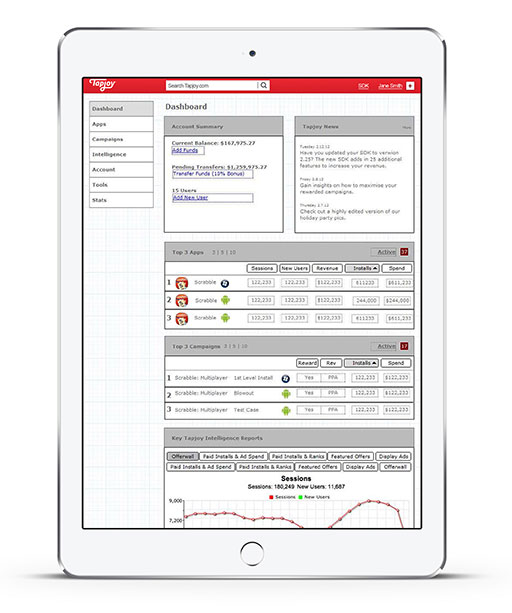 Tapjoy
Search Tapjoy.com
SDK
Jane Smith
Dashboard
Apps
Campaigns
Intelligence
Account
Tools
Stats
Dashboard
Account Summary
Current Balance: $167,975.27
Add Funds
Pending Transfers: $1,259,975.27
Transfer Funds (10% Bonus)
15 Users
Add New User
Tapjoy News
Tuesday 2.12.12
Have you updated your SDK to version
2.25? The new SDK adds in 25 additional
features to increase your revenue.
Friday 2.8.12
Gain insights on how to maximise your
rewarded campaigns.
Thursday 2.7.12
Check out a highly edited version of our
holiday party pics.
Top 3 Apps 3 | 5 | 10 Active 17
Sessions New Users Revenue Installs Spend
1 Scrabble 122,233 122,233 $122,233 611233 $611,233
2 Scrabble 122,233 122,233 $122,233 244,000 $244,000
3 Scrabble 122,233 122,233 $122,233 611233 $611,233
Top 3 Campaigns 3 | 5 | 10 Active 17
Reward Rev Installs Spend
1 Scrabble: Multiplayer 1st Level Install Yes PPA 122,233 $122,233
2 Scrabble: Multiplayer Blowout Yes PPA 122,233 $122,233
3 Scrabble: Multiplayer Test Case Yes PPA 122,233 $122,233
Key Tapjoy Intelligence Reports
Offerwall Paid Installs & Ad Spend Paid Installs & Ranks Featured Offers Display Ads
Paid Installs & Ad Spend Paid Installs & Ranks Featured Offers Display Ads Offerwall
Sessions
Sessions: 180,249 New Users: 11,687
Sessions New Users
9,000
7,200